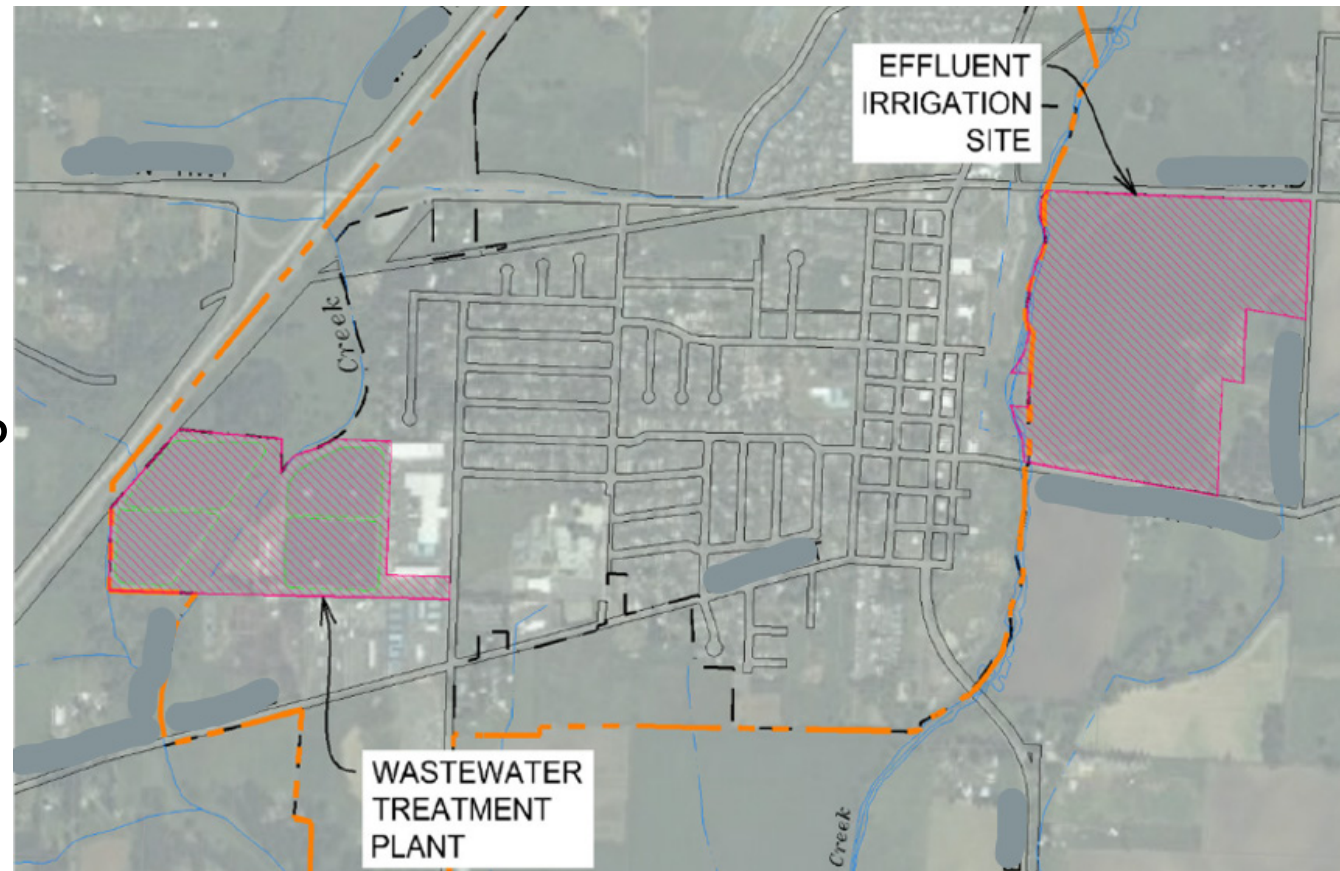 EFFLUENT
IRRIGATION
SITE
Creek
WASTEWATER
TREATMENT
PLANT
Creek